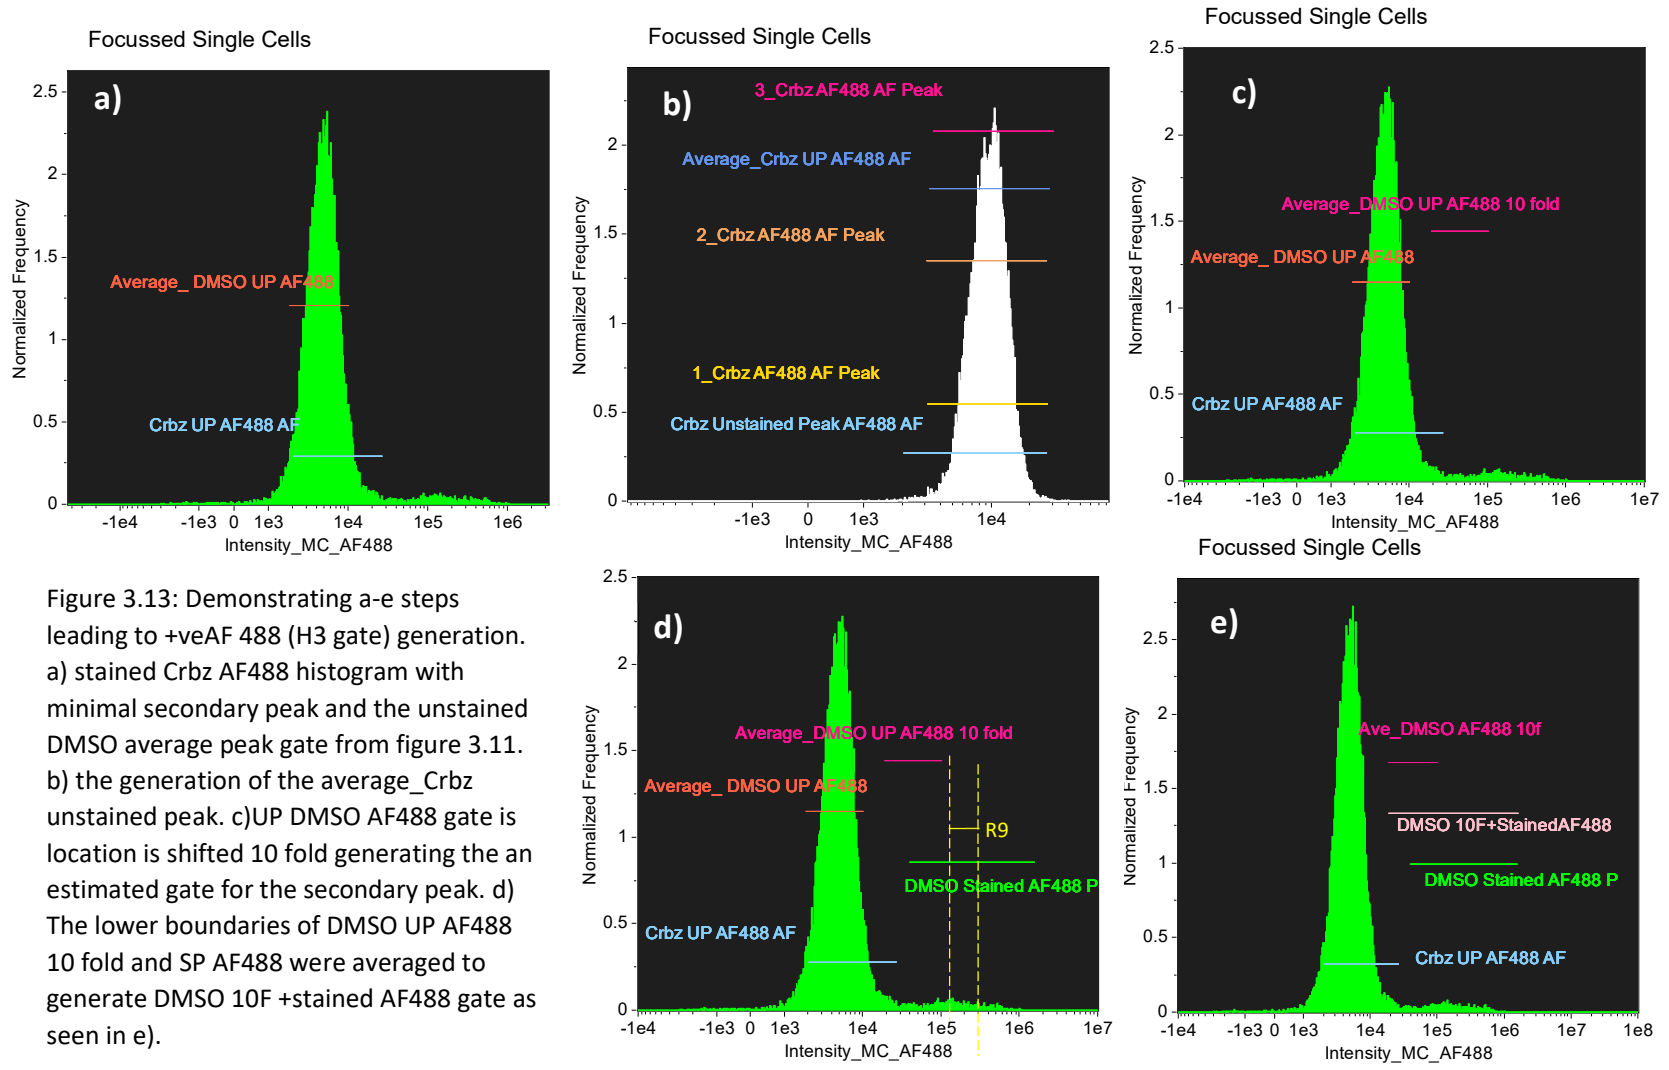 Focussed Single Cells
a)
2.5
2
1.5
1
0.5
0
Normalized Frequency
Average_ DMSO UP AF488
Crbz UP AF488 AF
-1e4 -1e3 0 1e3 1e4 1e5 1e6
Intensity_MC_AF488
Focussed Single Cells
b)
2
1.5
1
0.5
0
Normalized Frequency
3_Crbz AF488 AF Peak
Average_Crbz UP AF488 AF
2_Crbz AF488 AF Peak
1_Crbz AF488 AF Peak
Crbz Unstained Peak AF488 AF
-1e3 0 1e3 1e4
Intensity_MC_AF488
Focussed Single Cells
c)
2.5
2
1.5
1
0.5
0
Normalized Frequency
Average_DMSO UP AF488 10 fold
Average_ DMSO UP AF488
Crbz UP AF488 AF
-1e4 -1e3 0 1e3 1e4 1e5 1e6 1e7
Intensity_MC_AF488
Figure 3.13: Demonstrating a-e steps
leading to +veAF 488 (H3 gate) generation.
a) stained Crbz AF488 histogram with
minimal secondary peak and the unstained
DMSO average peak gate from figure 3.11.
b) the generation of the average_Crbz
unstained peak. c)UP DMSO AF488 gate is
location is shifted 10 fold generating the an
estimated gate for the secondary peak. d)
The lower boundaries of DMSO UP AF488
10 fold and SP AF488 were averaged to
generate DMSO 10F +stained AF488 gate as
seen in e).
d)
2.5
2
1.5
1
0.5
0
Normalized Frequency
Average_DMSO UP AF488 10 fold
Average_ DMSO UP AF488
R9
DMSO Stained AF488 P
Crbz UP AF488 AF
-1e4 -1e3 0 1e3 1e4 1e5 1e6 1e7
Intensity_MC_AF488
Focussed Single Cells
e)
2.5
2
1.5
1
0.5
0
Normalized Frequency
Ave_DMSO AF488 10f
DMSO 10F+StainedAF488
DMSO Stained AF488 P
Crbz UP AF488 AF
-1e4 -1e3 0 1e3 1e4 1e5 1e6 1e7 1e8
Intensity_MC_AF488